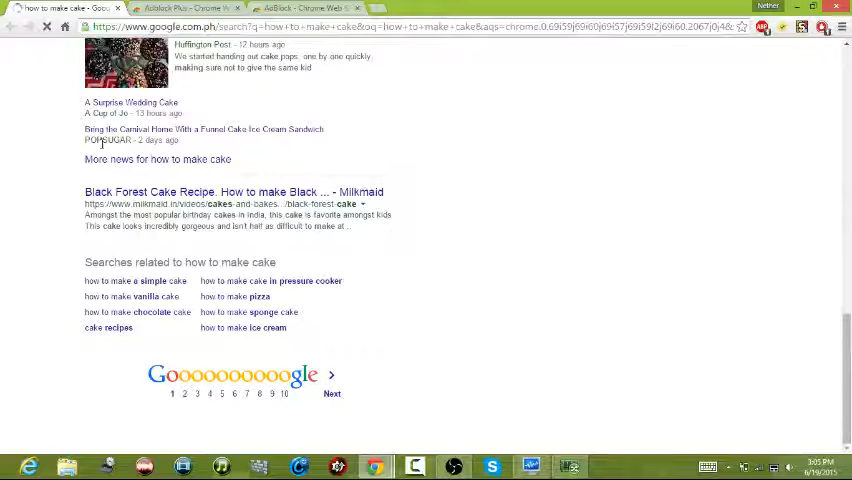 how to make cake - Goo
Adblock Plus - Chrome W
AdBlock - Chrome Web S
Nether
https://www.google.com.ph/search?q=how+to+make+cake&oq=how+to+make+cake&aqs=chrome.0.69i59j69i60j69i57j69i59l2j69i60.2067j0j4&
Huffington Post - 12 hours ago
We started handing out cake pops, one by one quickly,
making sure not to give the same kid
A Surprise Wedding Cake
A Cup of Jo - 13 hours ago
Bring the Carnival Home With a Funnel Cake Ice Cream Sandwich
POPSUGAR - 2 days ago
More news for how to make cake
Black Forest Cake Recipe. How to make Black ... - Milkmaid
https://www.milkmaid.in/videos/cakes-and-bakes.../black-forest-cake
Amongst the most popular birthday cakes in India, this cake is favorite amongst kids
This cake looks incredibly gorgeous and isn't half as difficult to make at ..
Searches related to how to make cake
how to make a simple cake
how to make cake in pressure cooker
how to make vanilla cake
how to make pizza
how to make chocolate cake
how to make sponge cake
cake recipes
how to make ice cream
Goooooooooogle
1 2 3 4 5 6 7 8 9 10 Next
3:05 PM
6/19/2015